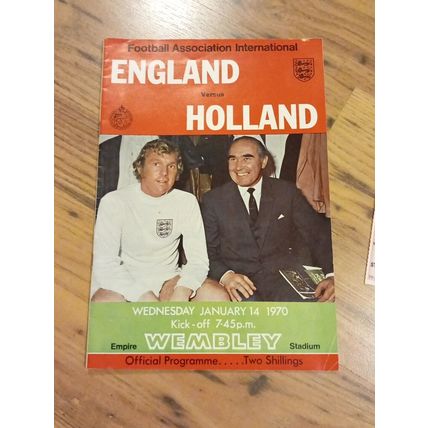 Football Association International
ENGLAND
Versus
HOLLAND
WEDNESDAY JANUARY 14 1970
Kick-off 7·45p.m.
Empire WEMBLEY Stadium
Official Programme.....Two Shillings